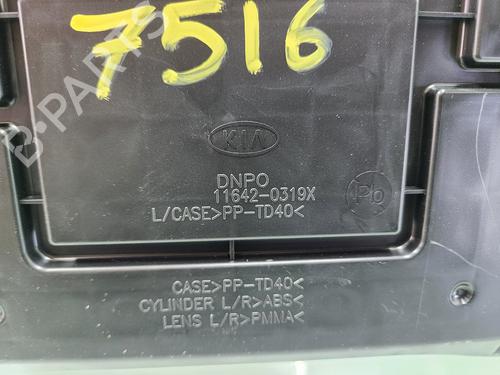 7516
B-PARTS
KIA
DNPO
11642-0319X
L/CASE>PP-TD40<
Pb
CASE>PP-TD40<
CYLINDER L/R>ABS<
LENS L/R>PMMA<